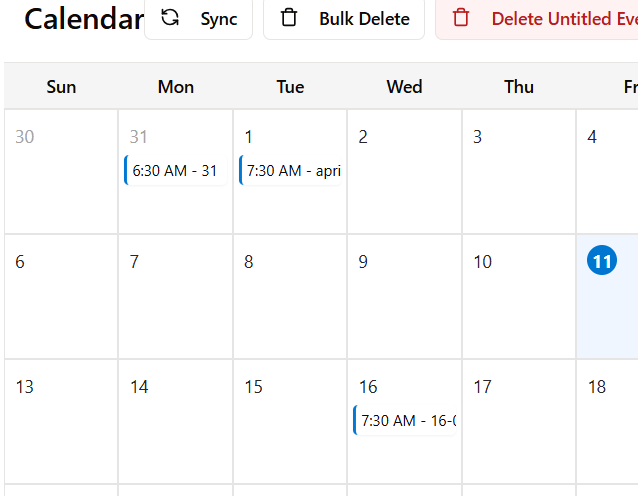 Calendar Sync Bulk Delete Delete Untitled Eve
Sun Mon Tue Wed Thu Fr
30 31 1 2 3 4
6:30 AM - 31 7:30 AM - apri
6 7 8 9 10 11
13 14 15 16 17 18
7:30 AM - 16-0